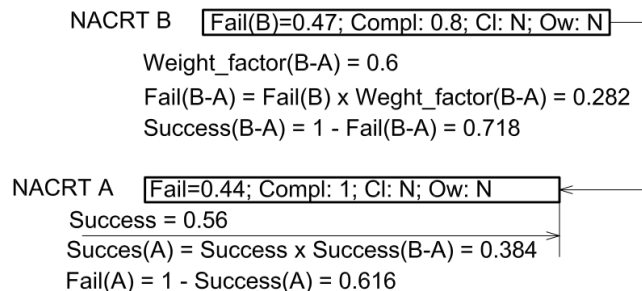 NACRT B Fail(B)=0.47; Compl: 0.8; Cl: N; Ow: N
Weight_factor(B-A) = 0.6
Fail(B-A) = Fail(B) x Weght_factor(B-A) = 0.282
Success(B-A) = 1 - Fail(B-A) = 0.718
NACRT A Fail=0.44; Compl: 1; Cl: N; Ow: N
Success = 0.56
Succes(A) = Success x Success(B-A) = 0.384
Fail(A) = 1 - Success(A) = 0.616